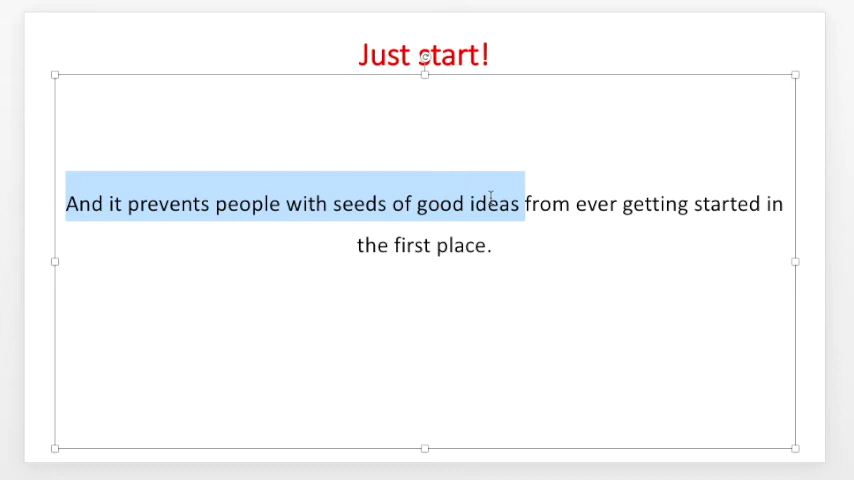 Just start!
And it prevents people with seeds of good ideas from ever getting started in
the first place.